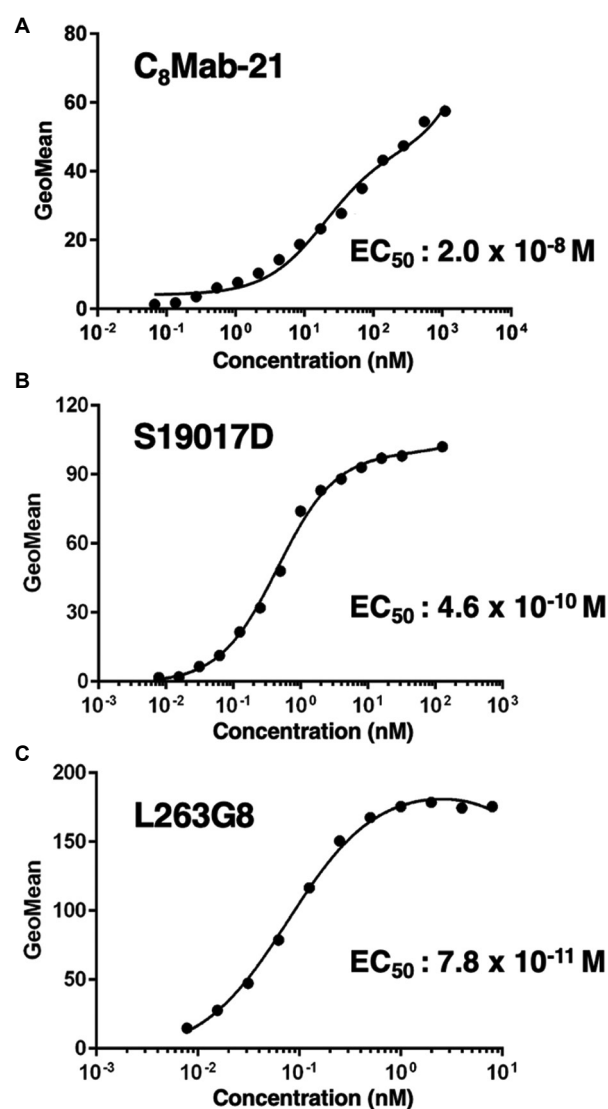 A
C₈Mab-21
80
60
40
20
0
GeoMean
EC₅₀ : 2.0 x 10⁻⁸ M
10⁻² 10⁻¹ 10⁰ 10¹ 10² 10³ 10⁴
Concentration (nM)
B
S19017D
120
90
60
30
0
GeoMean
EC₅₀ : 4.6 x 10⁻¹⁰ M
10⁻³ 10⁻² 10⁻¹ 10⁰ 10¹ 10² 10³
Concentration (nM)
C
L263G8
200
150
100
50
0
GeoMean
EC₅₀ : 7.8 x 10⁻¹¹ M
10⁻³ 10⁻² 10⁻¹ 10⁰ 10¹
Concentration (nM)